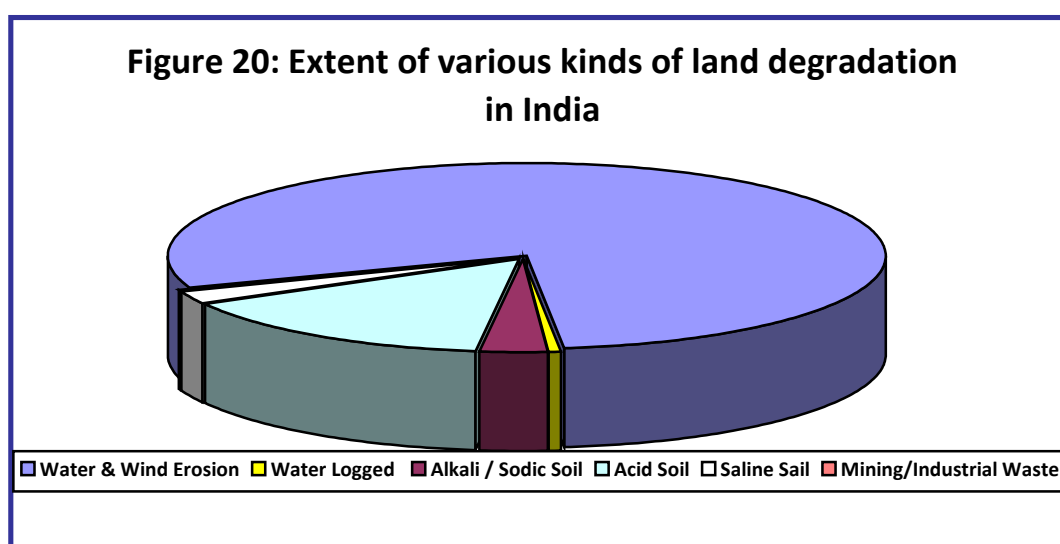 Figure 20: Extent of various kinds of land degradation
in India
Water & Wind Erosion Water Logged Alkali / Sodic Soil Acid Soil Saline Sail Mining/Industrial Waste